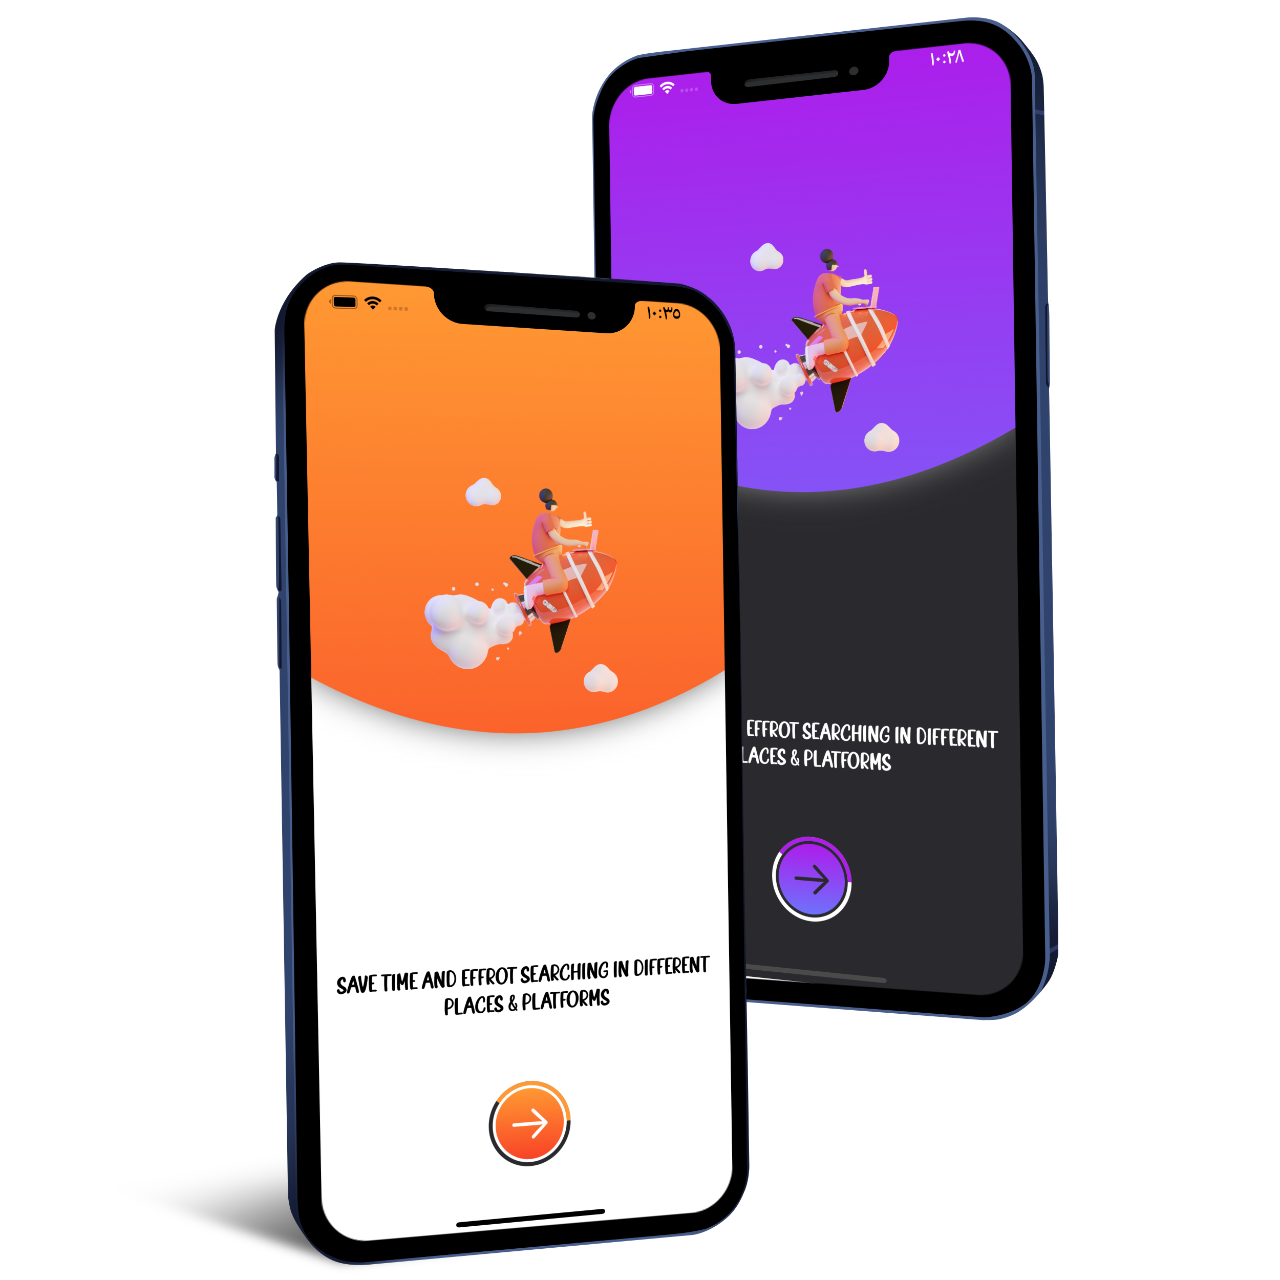 ١٠:٣٥
SAVE TIME AND EFFROT SEARCHING IN DIFFERENT
PLACES & PLATFORMS
١٠:٢٨
EFFROT SEARCHING IN DIFFERENT
LACES & PLATFORMS